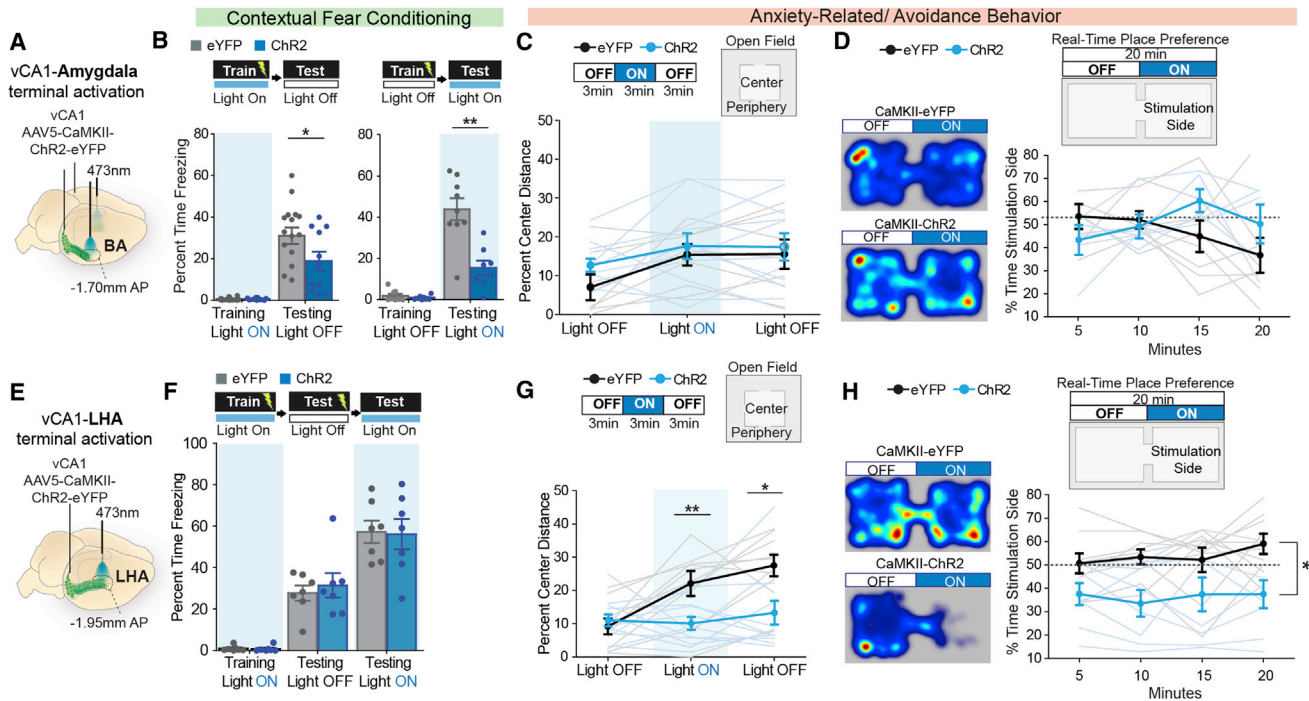 Contextual Fear Conditioning
Anxiety-Related/ Avoidance Behavior
A
vCA1-Amygdala
terminal activation
vCA1
AAV5-CaMKII-
ChR2-eYFP
473nm
BA
-1.70mm AP
B
eYFP ChR2
Train Test
Light On Light Off
Train Test
Light Off Light On
Percent Time Freezing
80
60
40
20
0
Training Testing
Light ON Light OFF
80
60
40
20
0
Training Testing
Light OFF Light ON
*
**
C
eYFP ChR2
OFF ON OFF
3min 3min 3min
Open Field
Center
Periphery
Percent Center Distance
50
40
30
20
10
0
Light OFF Light ON Light OFF
D
eYFP ChR2
Real-Time Place Preference
20 min
OFF ON
Stimulation
Side
CaMKII-eYFP
OFF ON
CaMKII-ChR2
OFF ON
% Time Stimulation Side
80
70
60
50
40
30
20
10
5 10 15 20
Minutes
E
vCA1-LHA
terminal activation
vCA1
AAV5-CaMKII-
ChR2-eYFP
473nm
LHA
-1.95mm AP
F
eYFP ChR2
Train Test Test
Light On Light Off Light On
Percent Time Freezing
100
80
60
40
20
0
Training Testing Testing
Light ON Light OFF Light ON
G
eYFP ChR2
OFF ON OFF
3min 3min 3min
Open Field
Center
Periphery
Percent Center Distance
50
40
30
20
10
0
**
*
Light OFF Light ON Light OFF
H
eYFP ChR2
Real-Time Place Preference
20 min
OFF ON
Stimulation
Side
CaMKII-eYFP
OFF ON
CaMKII-ChR2
OFF ON
% Time Stimulation Side
80
70
60
50
40
30
20
10
*
5 10 15 20
Minutes